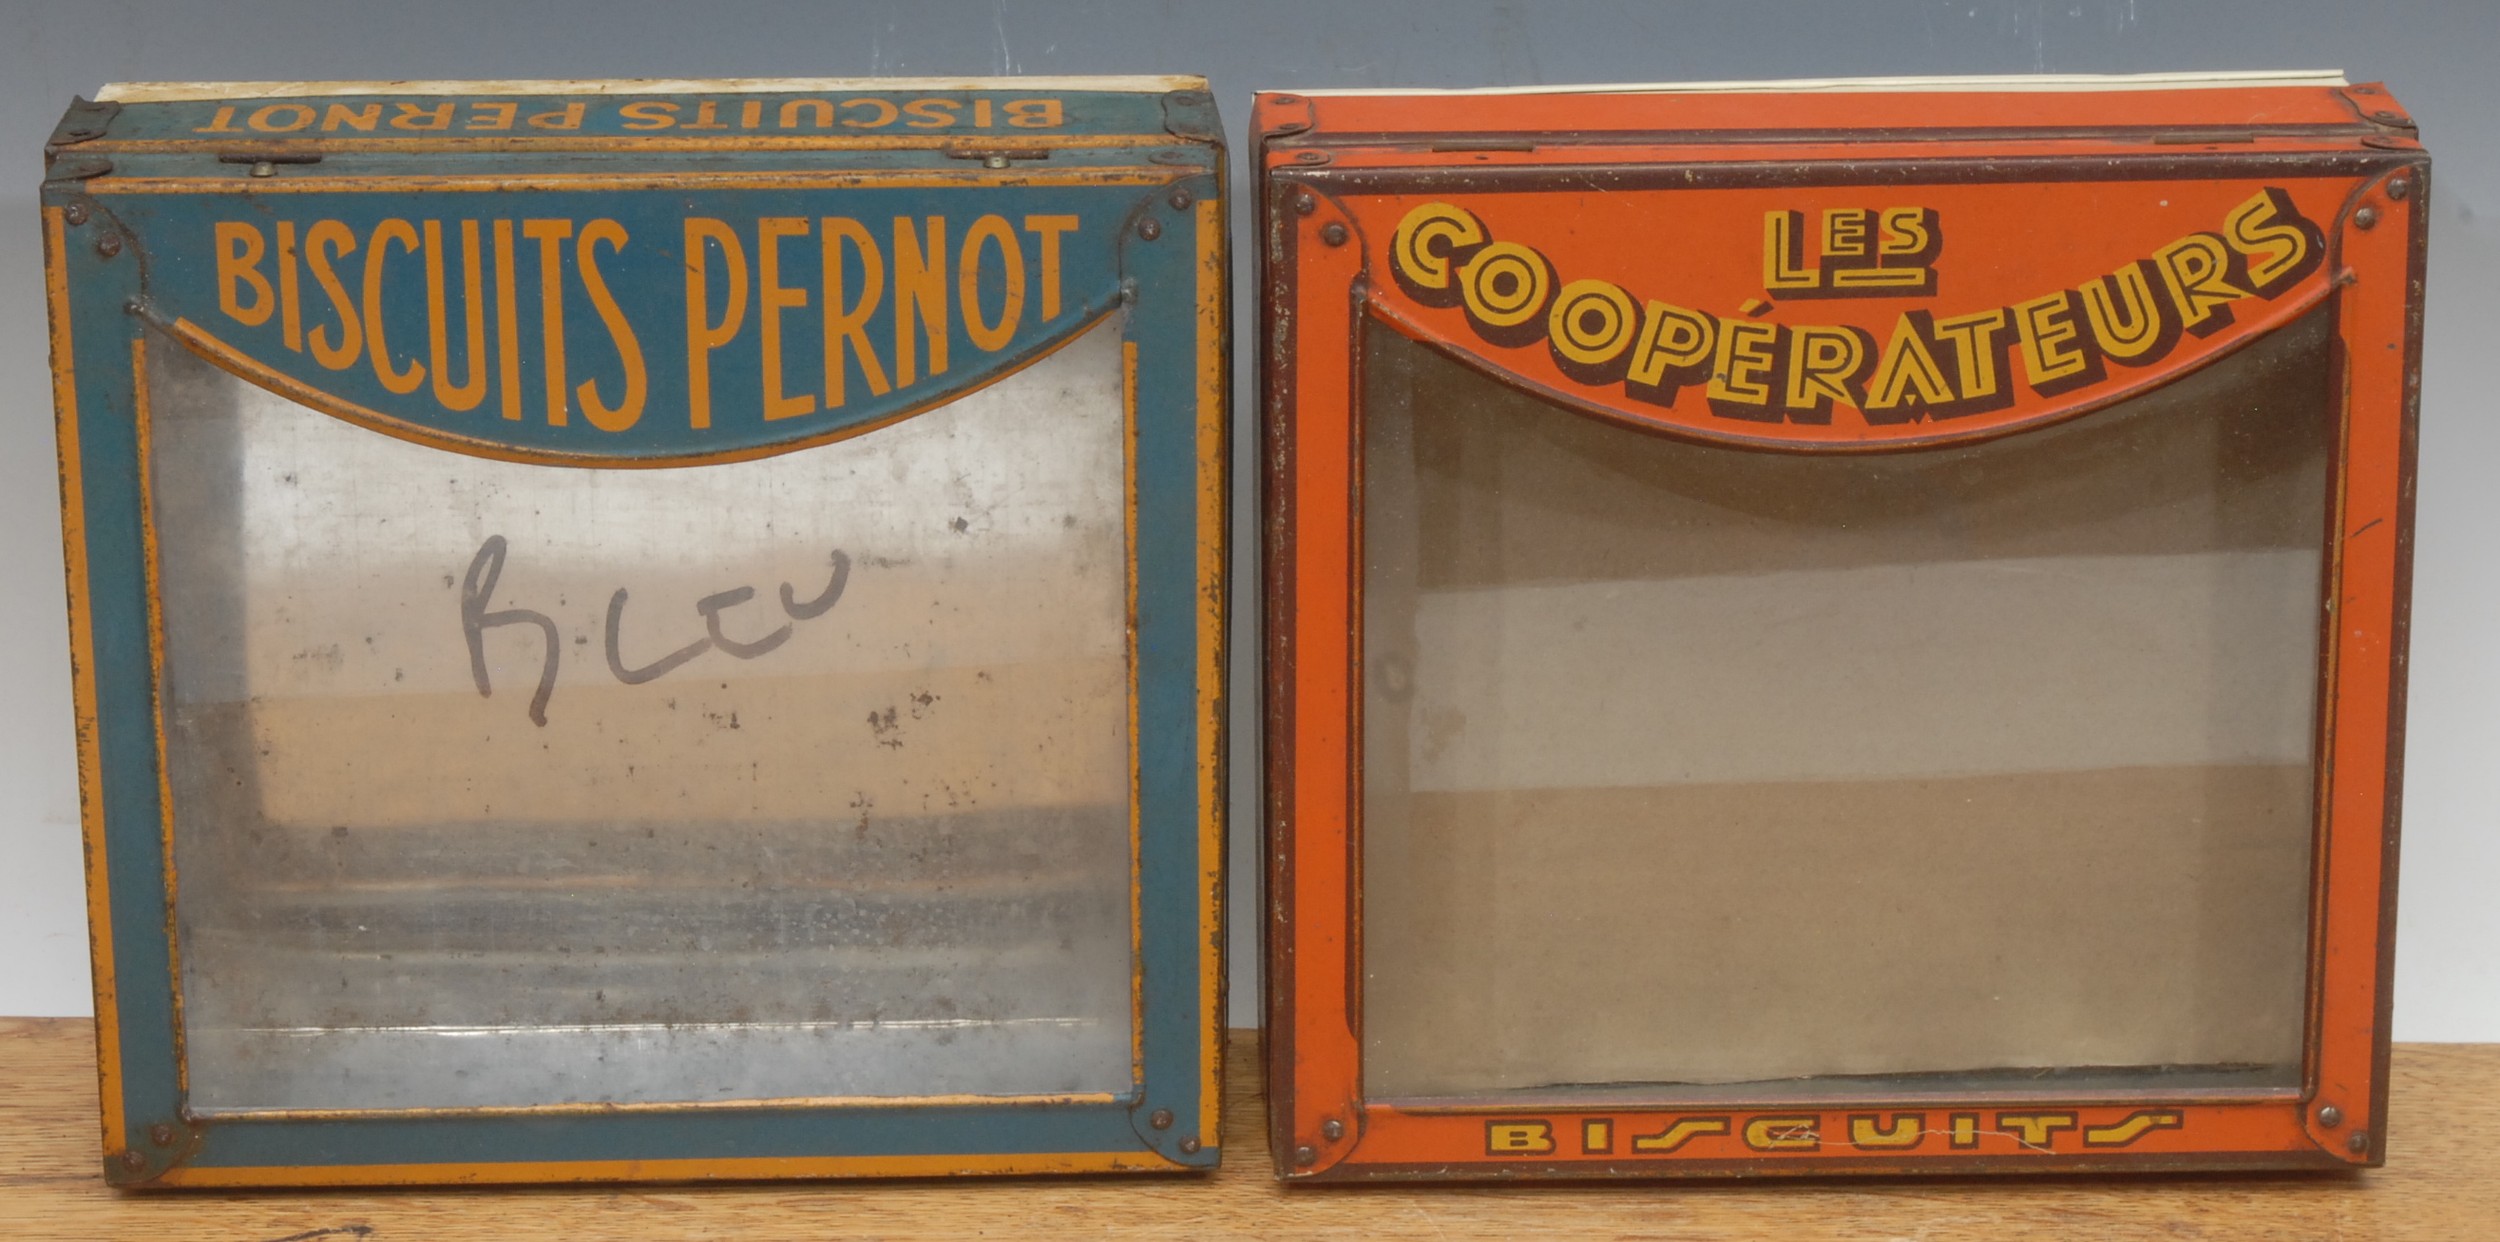 BISCUITS PERNOT
BISCUITS PERNOT
BLEU
LES
COOPÉRATEURS
BISCUITS